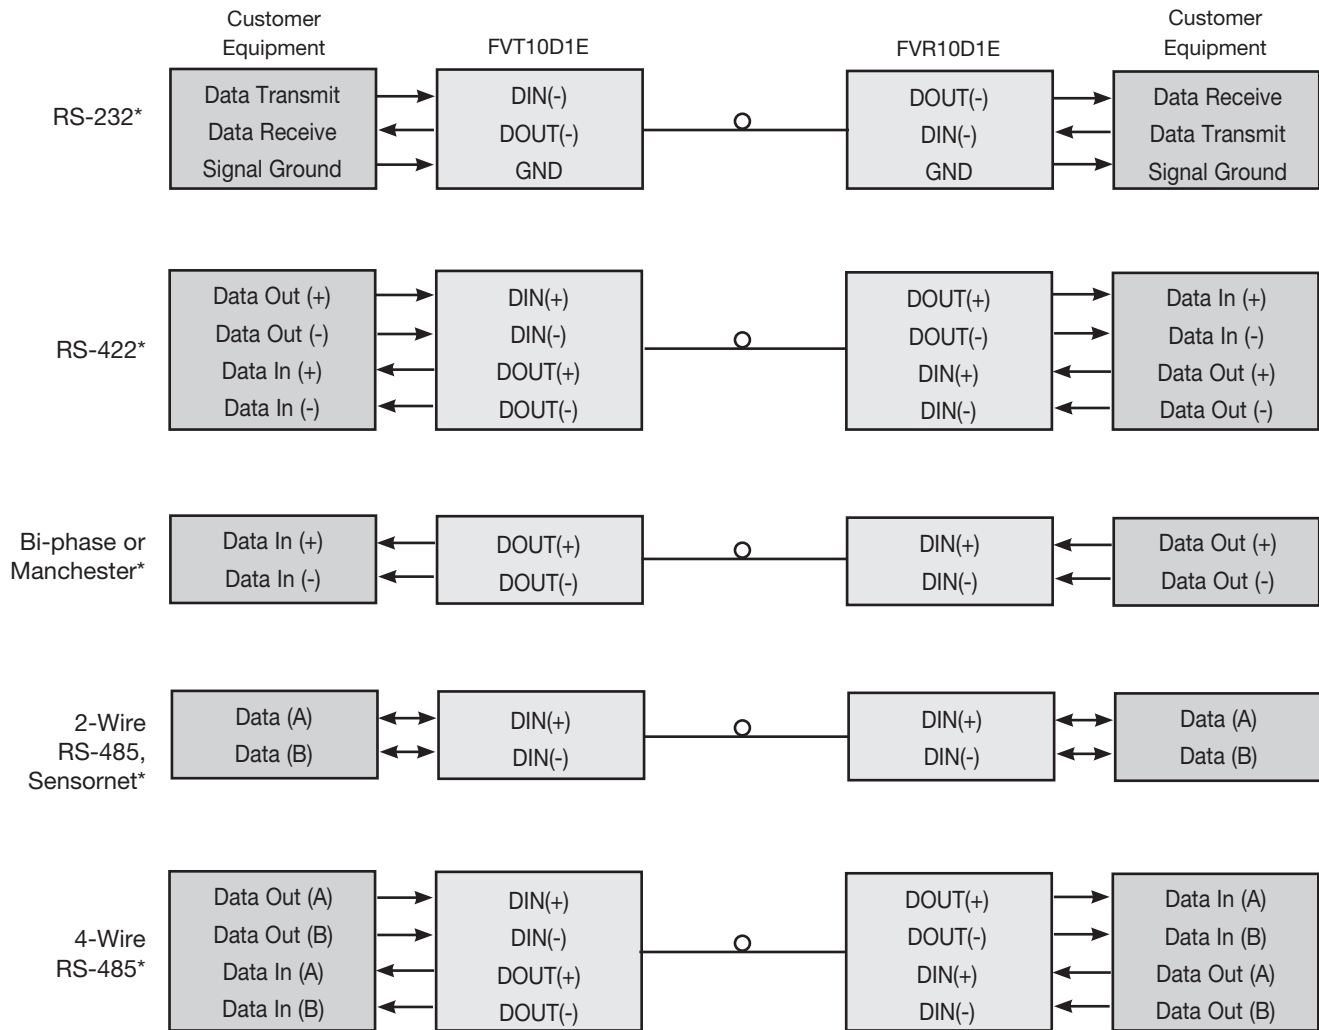 Customer
Equipment
FVT10D1E
FVR10D1E
Customer
Equipment
RS-232*
Data Transmit
Data Receive
Signal Ground
DIN(-)
DOUT(-)
GND
DOUT(-)
DIN(-)
GND
Data Receive
Data Transmit
Signal Ground
RS-422*
Data Out (+)
Data Out (-)
Data In (+)
Data In (-)
DIN(+)
DIN(-)
DOUT(+)
DOUT(-)
DOUT(+)
DOUT(-)
DIN(+)
DIN(-)
Data In (+)
Data In (-)
Data Out (+)
Data Out (-)
Bi-phase or
Manchester*
Data In (+)
Data In (-)
DOUT(+)
DOUT(-)
DIN(+)
DIN(-)
Data Out (+)
Data Out (-)
2-Wire
RS-485,
Sensornet*
Data (A)
Data (B)
DIN(+)
DIN(-)
DIN(+)
DIN(-)
Data (A)
Data (B)
4-Wire
RS-485*
Data Out (A)
Data Out (B)
Data In (A)
Data In (B)
DIN(+)
DIN(-)
DOUT(+)
DOUT(-)
DOUT(+)
DOUT(-)
DIN(+)
DIN(-)
Data In (A)
Data In (B)
Data Out (A)
Data Out (B)